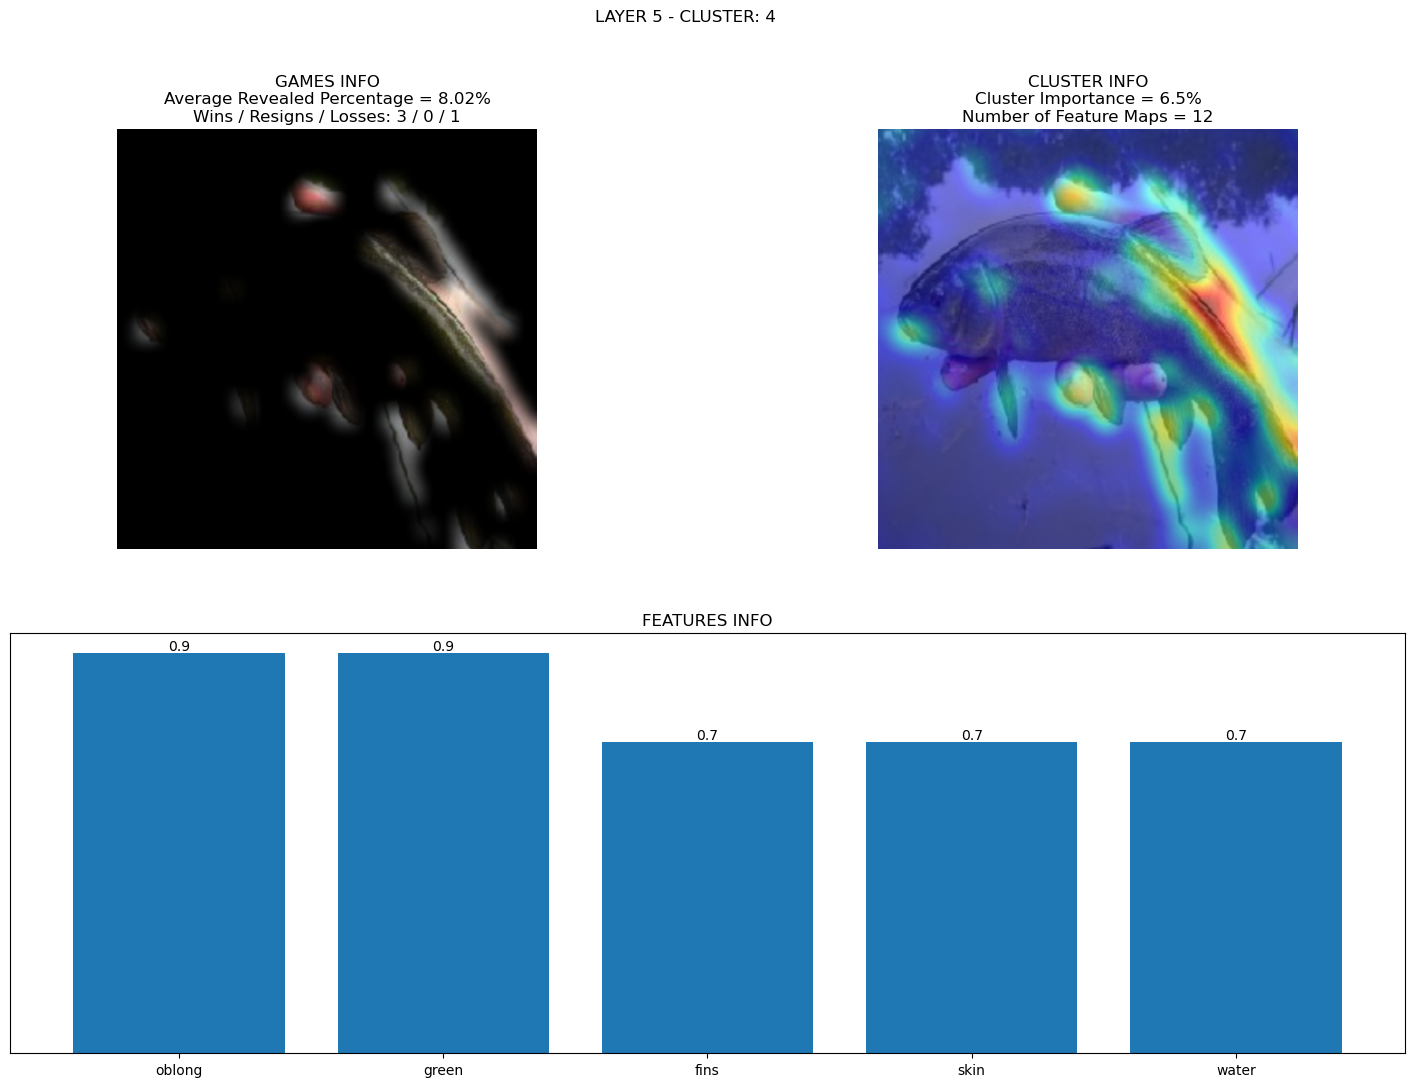 LAYER 5 - CLUSTER: 4
GAMES INFO
Average Revealed Percentage = 8.02%
Wins / Resigns / Losses: 3 / 0 / 1
CLUSTER INFO
Cluster Importance = 6.5%
Number of Feature Maps = 12
FEATURES INFO
0.9
0.9
0.7
0.7
0.7
oblong
green
fins
skin
water